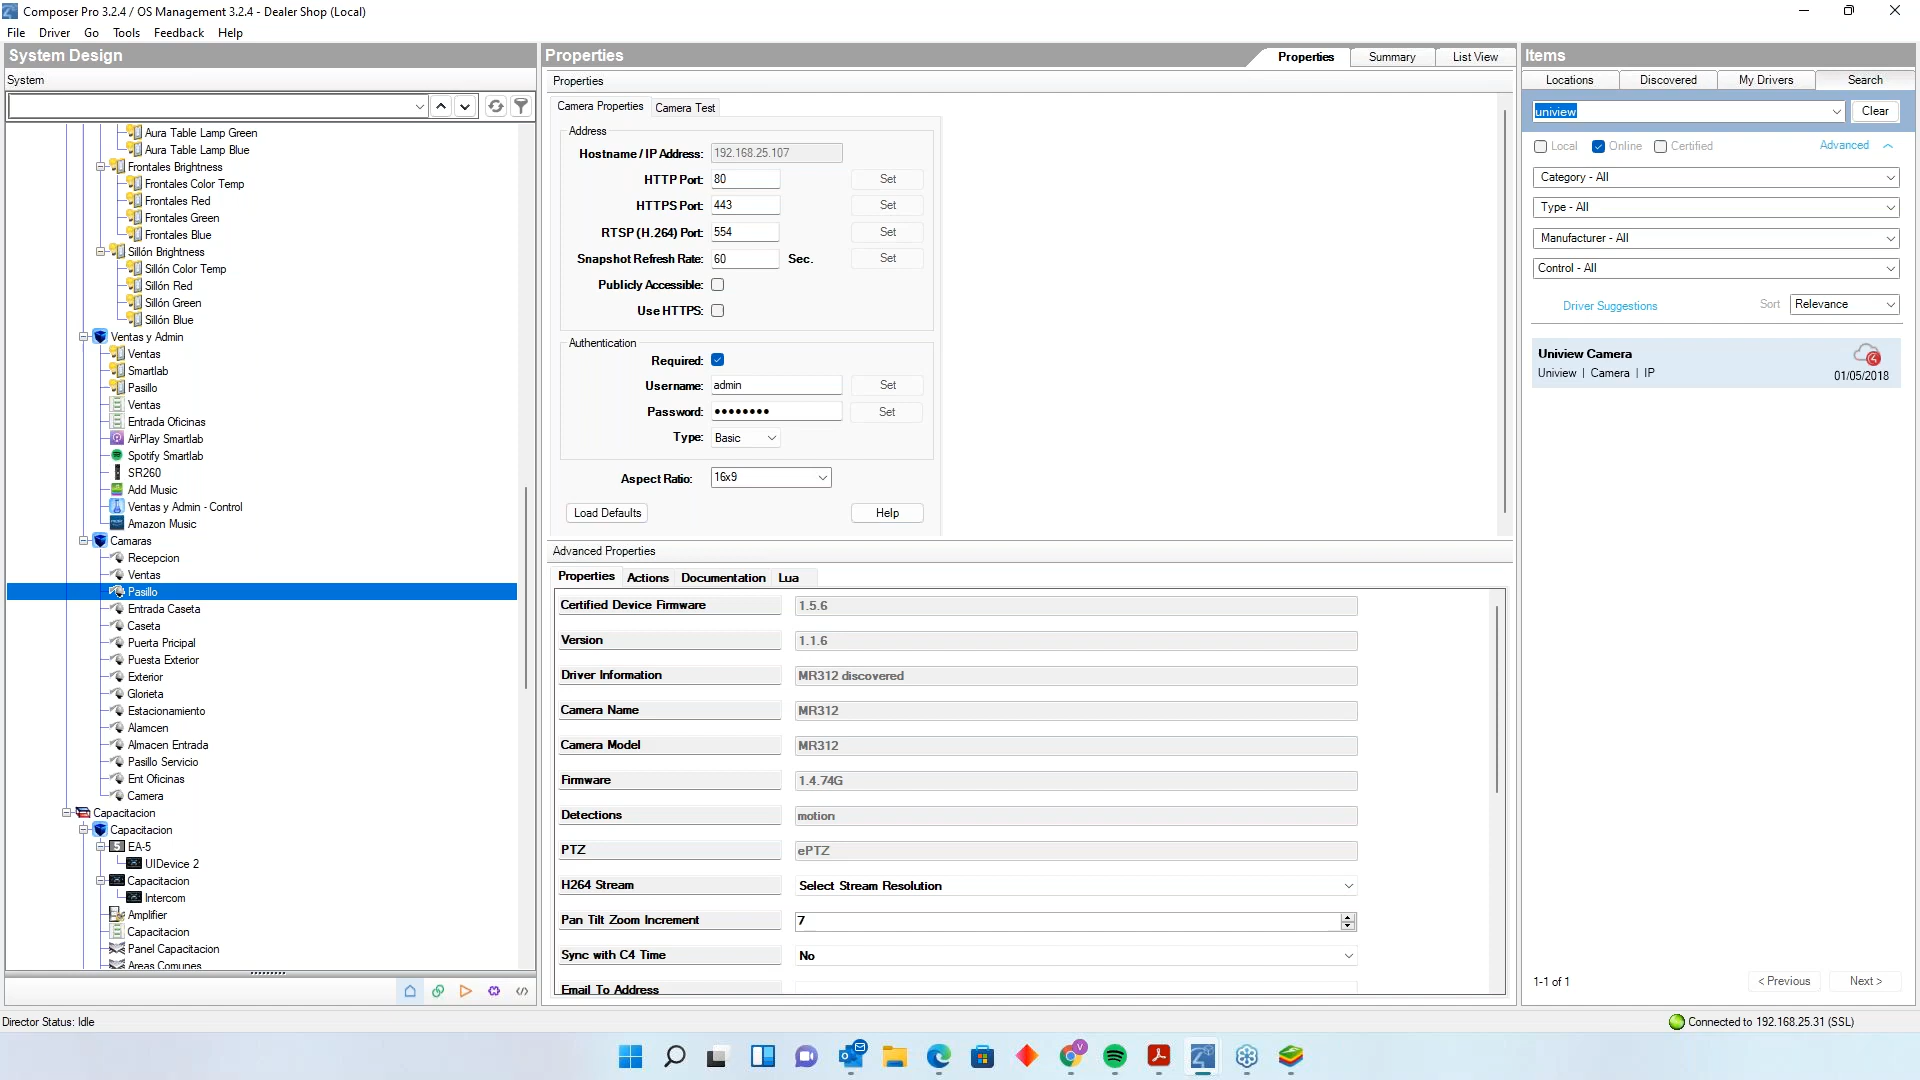 Composer Pro 3.2.4 / OS Management 3.2.4 - Dealer Shop (Local)
File Driver Go Tools Feedback Help
System Design
System
Aura Table Lamp Green
Aura Table Lamp Blue
Frontales Brightness
Frontales Color Temp
Frontales Red
Frontales Green
Frontales Blue
Sillón Brightness
Sillón Color Temp
Sillón Red
Sillón Green
Sillón Blue
Ventas y Admin
Ventas
Smartlab
Pasillo
Ventas
Entrada Oficinas
AirPlay Smartlab
Spotify Smartlab
SR260
Add Music
Ventas y Admin - Control
Amazon Music
Camaras
Recepcion
Ventas
Pasillo
Entrada Caseta
Caseta
Puerta Pricipal
Puesta Exterior
Exterior
Glorieta
Estacionamiento
Alamcen
Almacen Entrada
Pasillo Servicio
Ent Oficinas
Camera
Capacitacion
Capacitacion
EA-5
UIDevice 2
Capacitacion
Intercom
Amplifier
Capacitacion
Panel Capacitacion
Areas Comunes
Director Status: Idle
Properties
Properties Summary List View
Properties
Camera Properties Camera Test
Address
Hostname / IP Address: 192.168.25.107
HTTP Port: 80 Set
HTTPS Port: 443 Set
RTSP (H.264) Port: 554 Set
Snapshot Refresh Rate: 60 Sec. Set
Publicly Accessible:
Use HTTPS:
Authentication
Required:
Username: admin Set
Password: •••••••• Set
Type: Basic
Aspect Ratio: 16x9
Load Defaults Help
Advanced Properties
Properties Actions Documentation Lua
Certified Device Firmware 1.5.6
Version 1.1.6
Driver Information MR312 discovered
Camera Name MR312
Camera Model MR312
Firmware 1.4.74G
Detections motion
PTZ ePTZ
H264 Stream Select Stream Resolution
Pan Tilt Zoom Increment 7
Sync with C4 Time No
Email To Address
Items
Locations Discovered My Drivers Search
uniview Clear
Local Online Certified Advanced
Category - All
Type - All
Manufacturer - All
Control - All
Driver Suggestions Sort Relevance
Uniview Camera
Uniview | Camera | IP 01/05/2018
1-1 of 1 < Previous Next >
Connected to 192.168.25.31 (SSL)